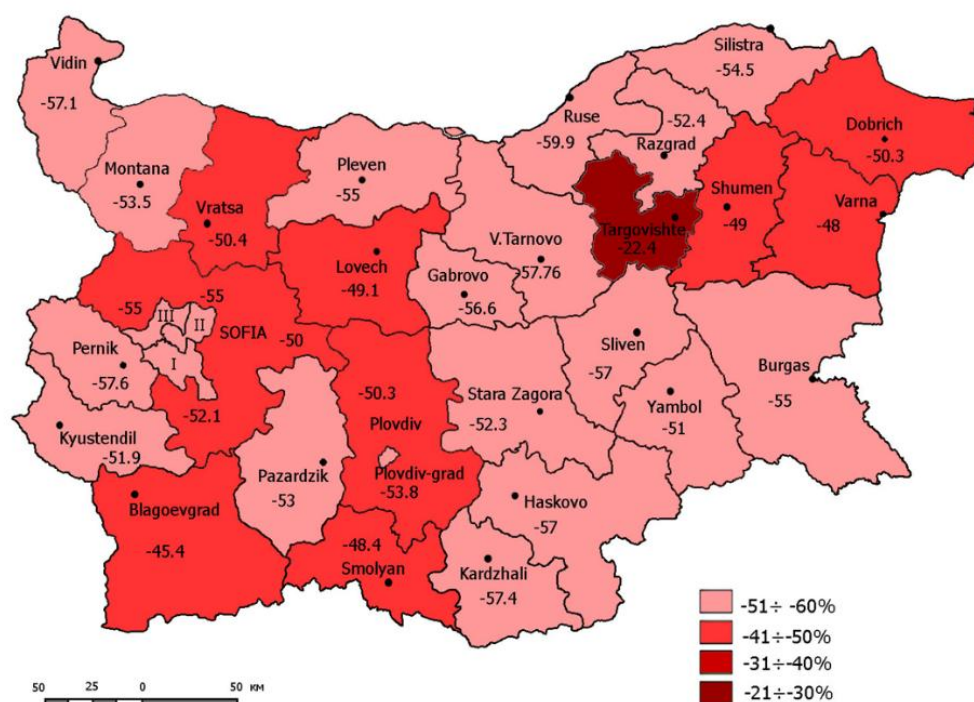 Vidin
-57.1
Montana
-53.5
Vratsa
-50.4
Pleven
-55
Lovech
-49.1
V.Tarnovo
-57.76
Gabrovo
-56.6
Ruse
-59.9
Silistra
-54.5
-52.4
Razgrad
Targovishte
-22.4
Shumen
-49
Dobrich
-50.3
Varna
-48
-55
-55
III
II
I
SOFIA
-50
-52.1
Pernik
-57.6
Kyustendil
-51.9
Blagoevgrad
-45.4
Pazardzik
-53
-50.3
Plovdiv
Plovdiv-grad
-53.8
-48.4
Smolyan
Stara Zagora
-52.3
Sliven
-57
Yambol
-51
Burgas
-55
Haskovo
-57
Kardzhali
-57.4
-51÷ -60%
-41÷-50%
-31÷-40%
-21÷-30%
50 25 0 50 км